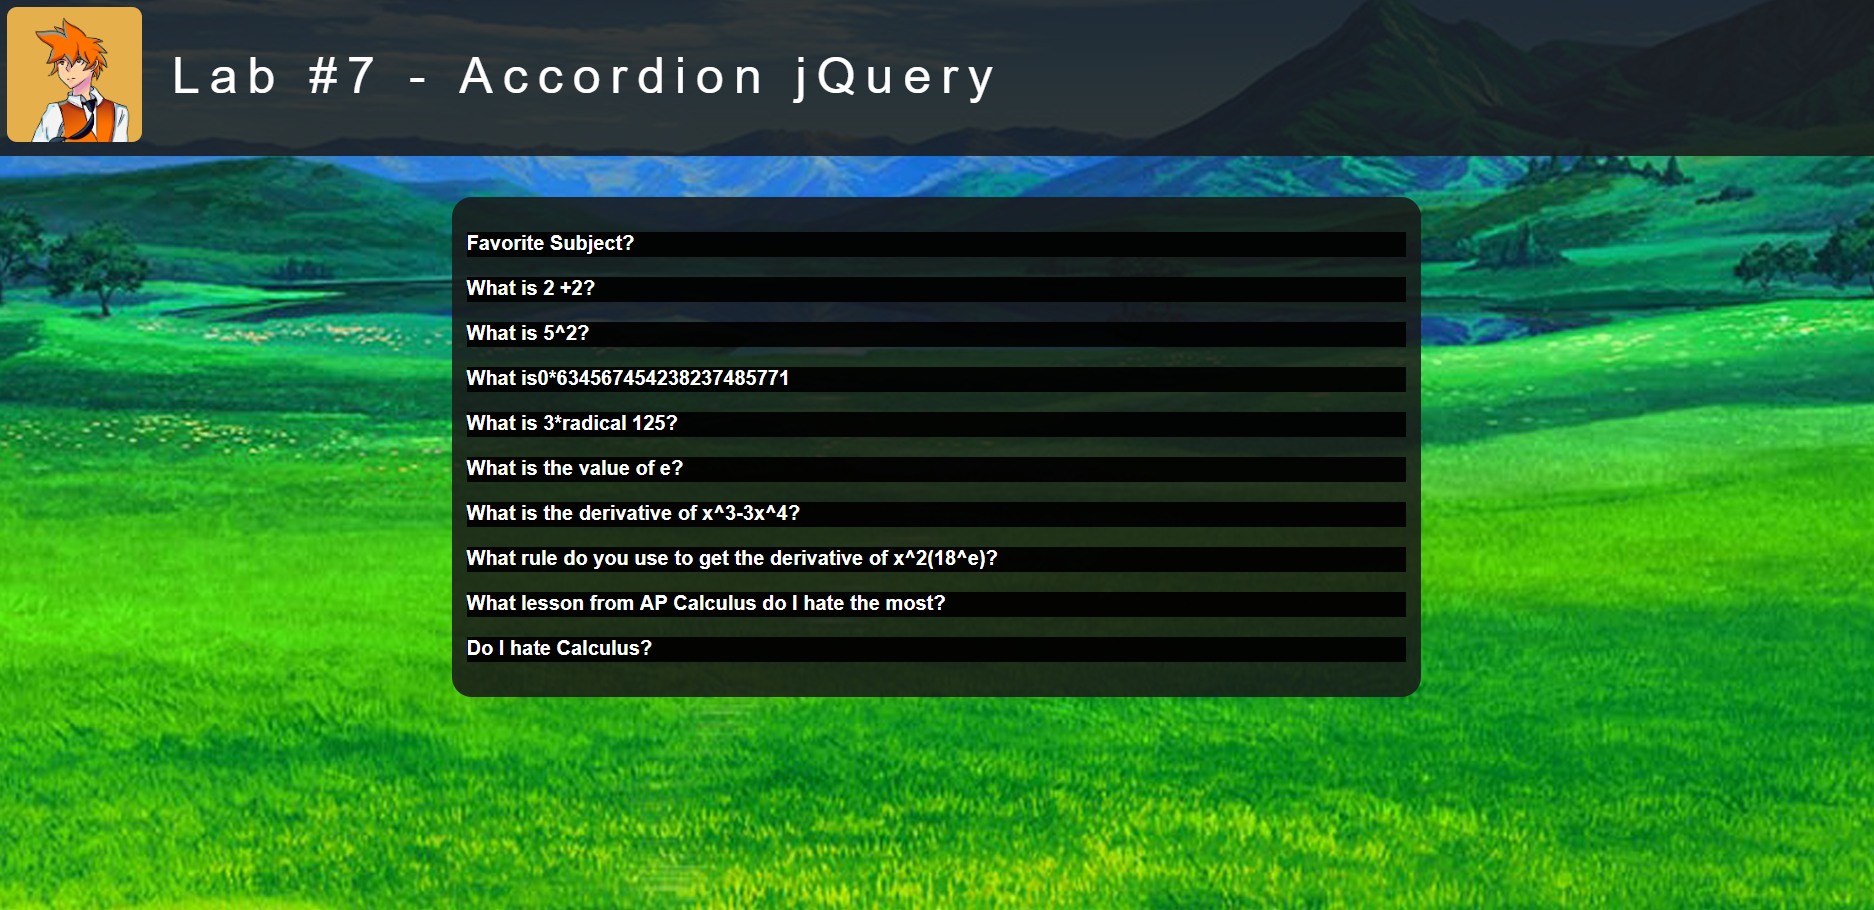 Lab #7 - Accordion jQuery
Favorite Subject?
What is 2 +2?
What is 5^2?
What is0*634567454238237485771
What is 3*radical 125?
What is the value of e?
What is the derivative of x^3-3x^4?
What rule do you use to get the derivative of x^2(18^e)?
What lesson from AP Calculus do I hate the most?
Do I hate Calculus?